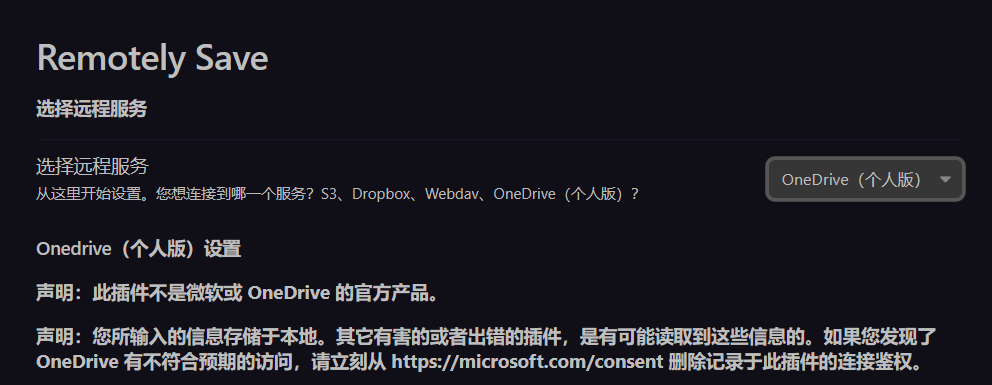 Remotely Save
选择远程服务
选择远程服务
从这里开始设置。您想连接到哪一个服务？S3、Dropbox、Webdav、OneDrive（个人版）？
OneDrive（个人版）
Onedrive（个人版）设置
声明：此插件不是微软或 OneDrive 的官方产品。
声明：您所输入的信息存储于本地。其它有害的或者出错的插件，是有可能读取到这些信息的。如果您发现了
OneDrive 有不符合预期的访问，请立刻从 https://microsoft.com/consent 删除记录于此插件的连接鉴权。